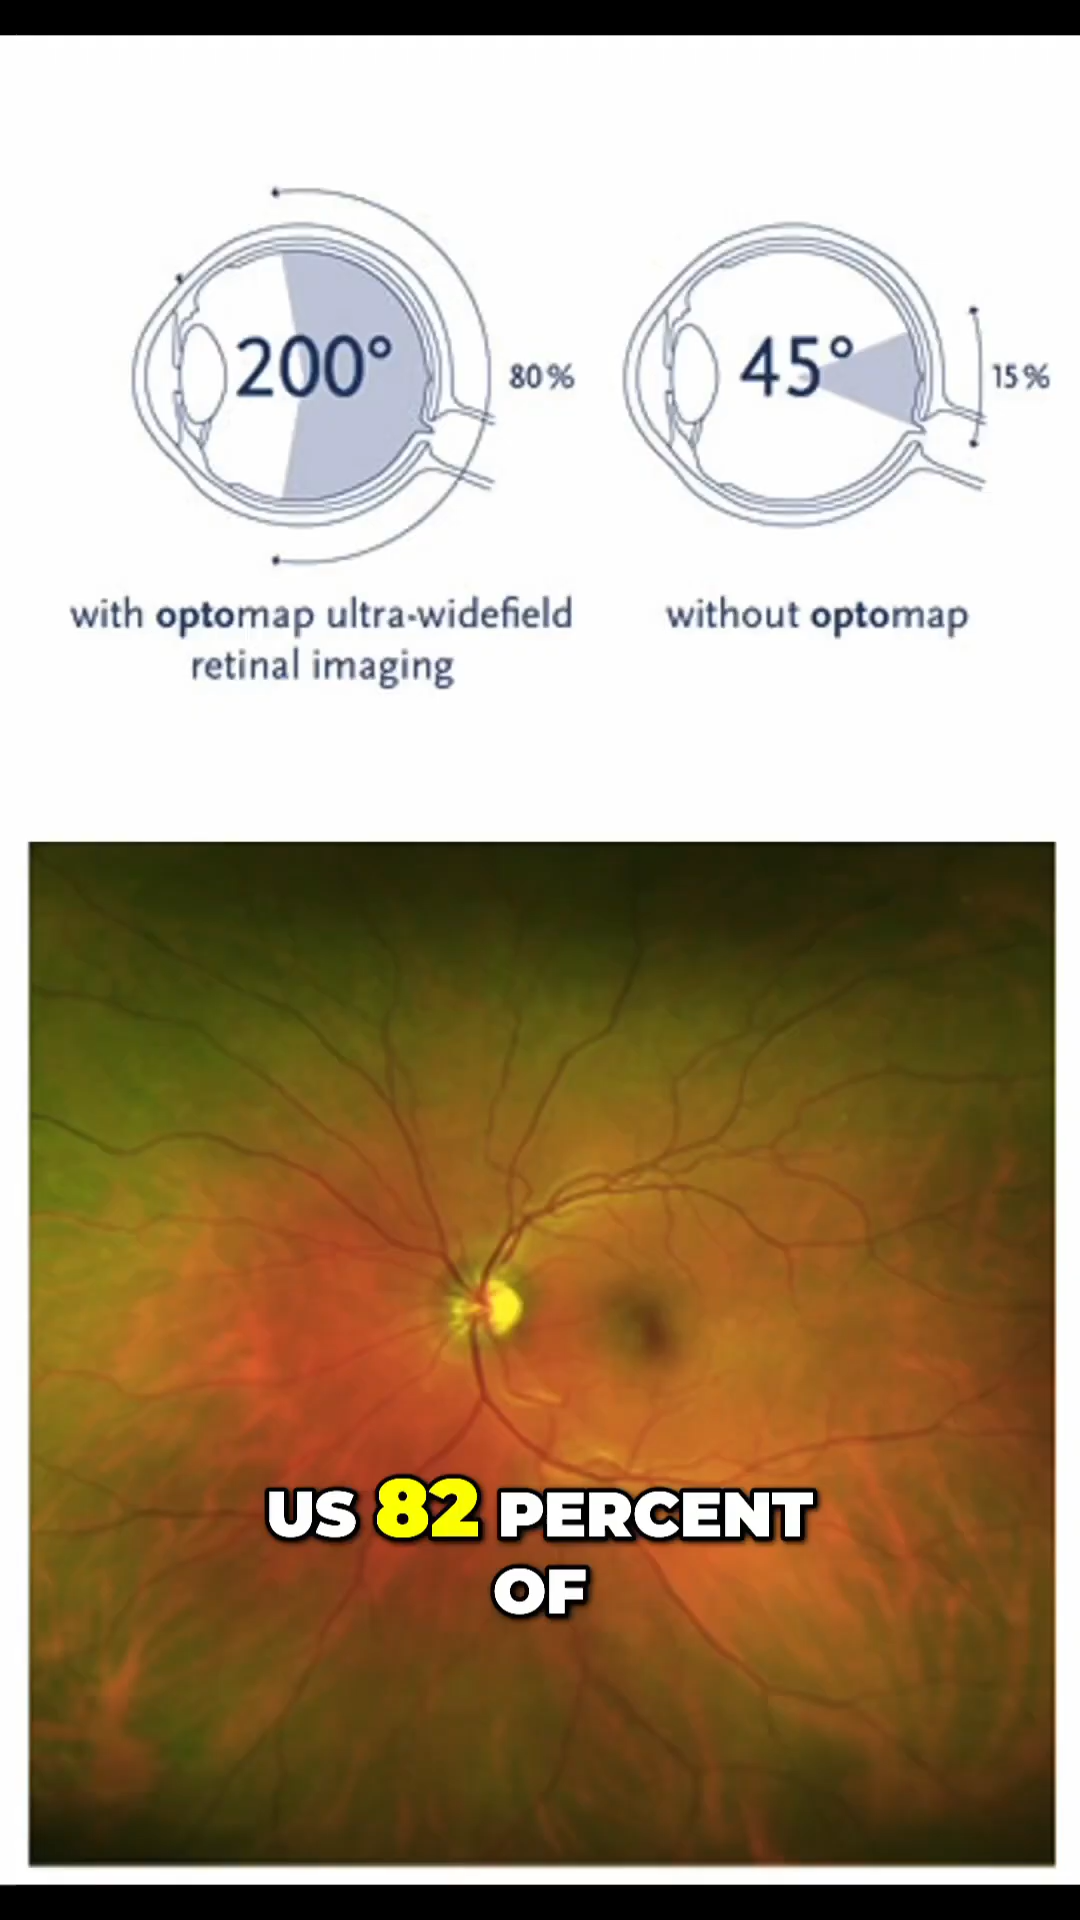 200°
80%
45°
15%
with optomap ultra-widefield
retinal imaging
without optomap
US 82 PERCENT
OF